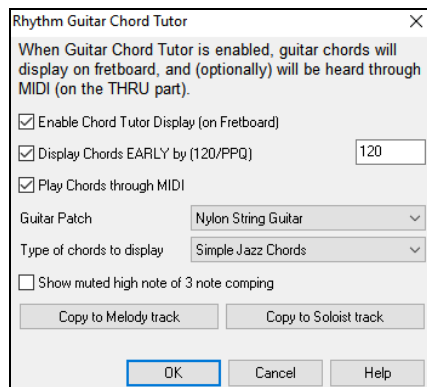 Rhythm Guitar Chord Tutor
When Guitar Chord Tutor is enabled, guitar chords will
display on fretboard, and (optionally) will be heard through
MIDI (on the THRU part).
Enable Chord Tutor Display (on Fretboard)
Display Chords EARLY by (120/PPQ) 120
Play Chords through MIDI
Guitar Patch Nylon String Guitar
Type of chords to display Simple Jazz Chords
Show muted high note of 3 note comping
Copy to Melody track Copy to Soloist track
OK Cancel Help